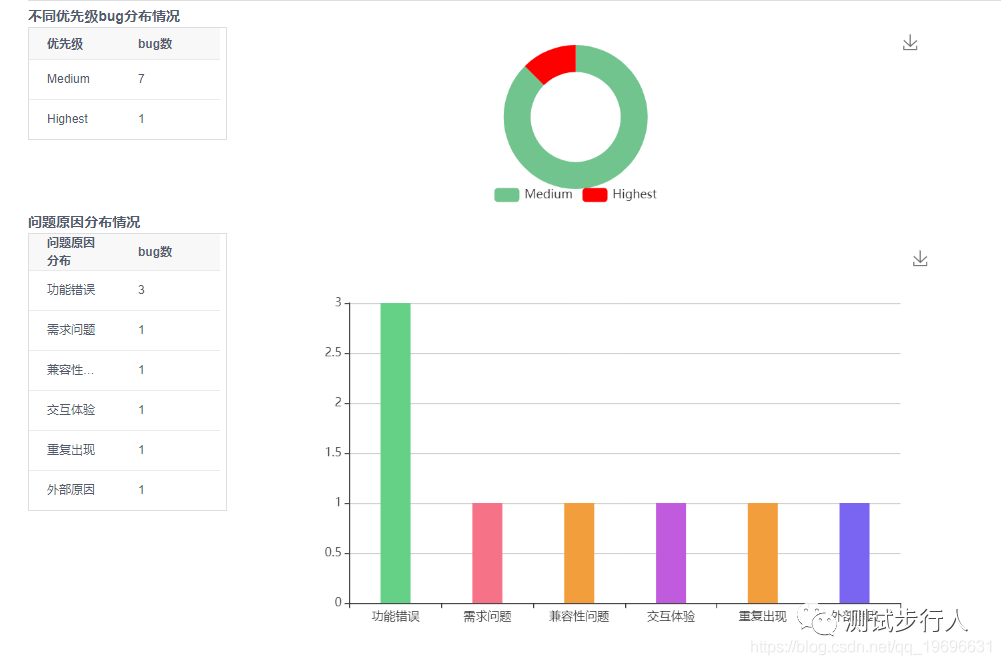 不同优先级bug分布情况
优先级 bug数
Medium 7
Highest 1
Medium Highest
问题原因分布情况
问题原因
分布 bug数
功能错误 3
需求问题 1
兼容性... 1
交互体验 1
重复出现 1
外部原因 1
3
2.5
2
1.5
1
0.5
0
功能错误 需求问题 兼容性问题 交互体验 重复出现 外部原因
测试步行人
https://blog.csdn.net/qq_19696631